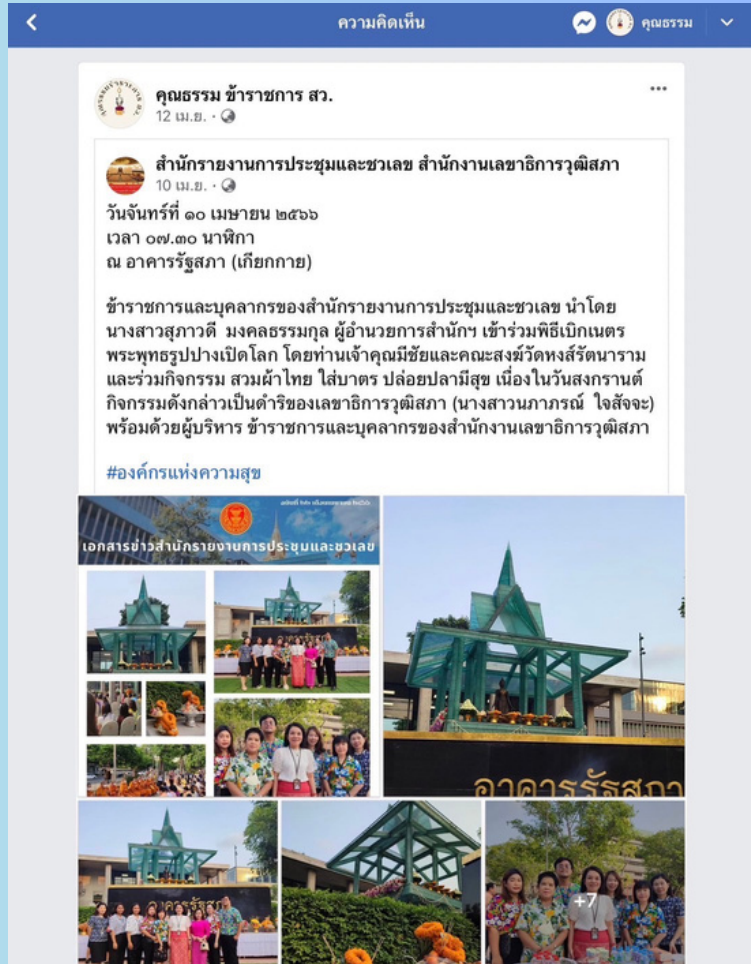 ความคิดเห็น
คุณธรรม
คุณธรรม ข้าราชการ สว.
12 เม.ย. ·
สำนักรายงานการประชุมและชวเลข สำนักงานเลขาธิการวุฒิสภา
10 เม.ย. ·
วันจันทร์ที่ ๑๐ เมษายน ๒๕๖๖
เวลา ๐๗.๓๐ นาฬิกา
ณ อาคารรัฐสภา (เกียกกาย)
ข้าราชการและบุคลากรของสำนักรายงานการประชุมและชวเลข นำโดย
นางสาวสุภาวดี มงคลธรรมกุล ผู้อำนวยการสำนักฯ เข้าร่วมพิธีเบิกเนตร
พระพุทธรูปปางเปิดโลก โดยท่านเจ้าคุณมีชัยและคณะสงฆ์วัดหงส์รัตนาราม
และร่วมกิจกรรม สวมผ้าไทย ใส่บาตร ปล่อยปลามีสุข เนื่องในวันสงกรานต์
กิจกรรมดังกล่าวเป็นดำริของเลขาธิการวุฒิสภา (นางสาวนภาภรณ์ ใจสัจจะ)
พร้อมด้วยผู้บริหาร ข้าราชการและบุคลากรของสำนักงานเลขาธิการวุฒิสภา
#องค์กรแห่งความสุข
เอกสารข่าวสำนักรายงานการประชุมและชวเลข
อาคารรัฐสภา
อาคารรัฐสภา
+7